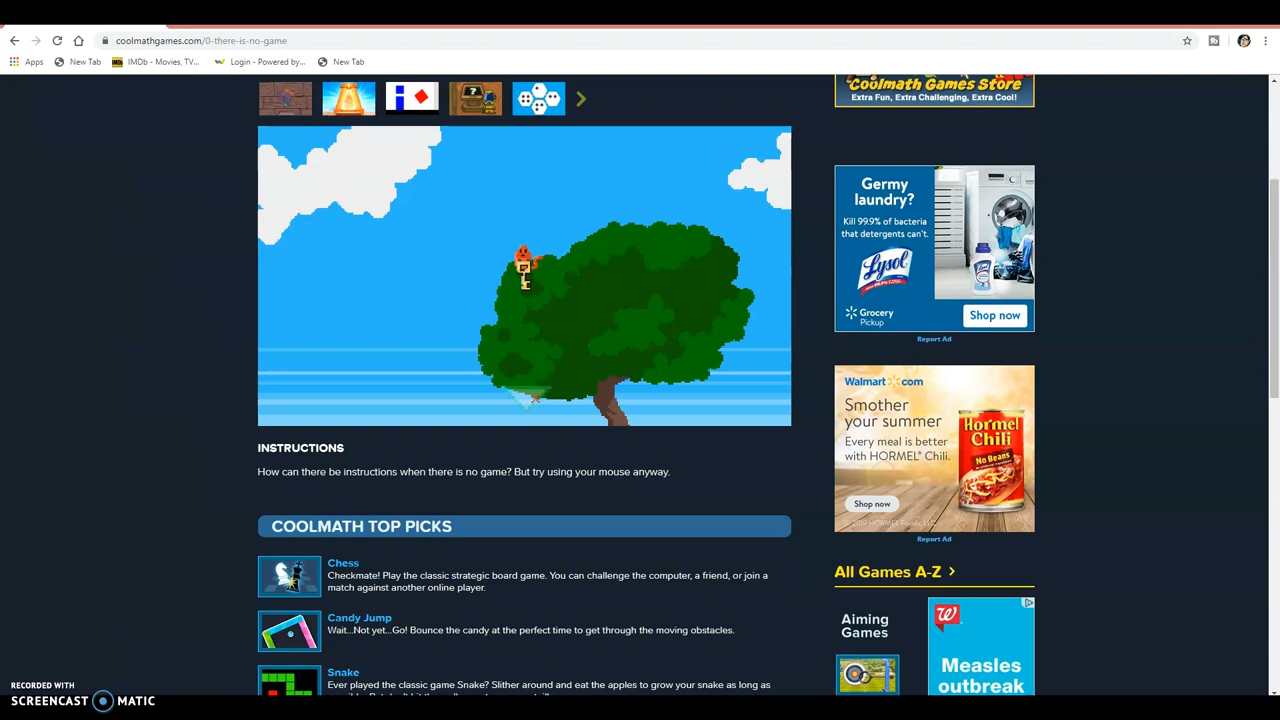 coolmathgames.com/0-there-is-no-game
Apps
New Tab
IMDb - Movies, TV...
Login - Powered by...
New Tab
Coolmath Games Store
Extra Fun, Extra Challenging, Extra Cool!
Germy
laundry?
Kill 99.9% of bacteria
that detergents can't.
Lysol
Grocery
Pickup
Shop now
Report Ad
INSTRUCTIONS
How can there be instructions when there is no game? But try using your mouse anyway.
Walmart.com
Smother
your summer
Every meal is better
with HORMEL® Chili.
Hormel
Chili
No Beans
Shop now
Report Ad
COOLMATH TOP PICKS
Chess
Checkmate! Play the classic strategic board game. You can challenge the computer, a friend, or join a
match against another online player.
Candy Jump
Wait...Not yet...Go! Bounce the candy at the perfect time to get through the moving obstacles.
Snake
Ever played the classic game Snake? Slither around and eat the apples to grow your snake as long as
All Games A-Z >
Aiming
Games
Measles
outbreak
RECORDED WITH
SCREENCAST MATIC